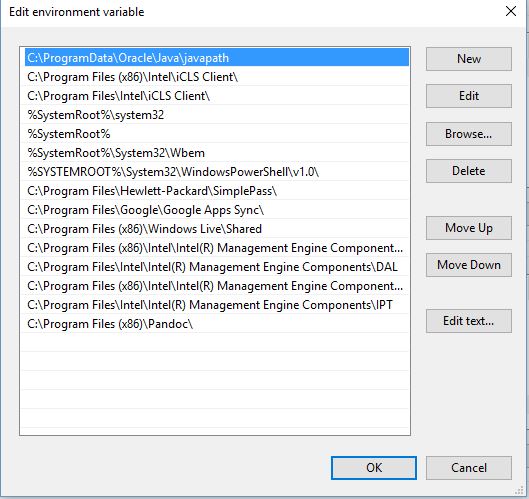 Edit environment variable
C:\ProgramData\Oracle\Java\javapath
C:\Program Files (x86)\Intel\iCLS Client\
C:\Program Files\Intel\iCLS Client\
%SystemRoot%\system32
%SystemRoot%
%SystemRoot%\System32\Wbem
%SYSTEMROOT%\System32\WindowsPowerShell\v1.0\
C:\Program Files\Hewlett-Packard\SimplePass\
C:\Program Files\Google\Google Apps Sync\
C:\Program Files (x86)\Windows Live\Shared
C:\Program Files (x86)\Intel\Intel(R) Management Engine Component...
C:\Program Files\Intel\Intel(R) Management Engine Components\DAL
C:\Program Files (x86)\Intel\Intel(R) Management Engine Component...
C:\Program Files\Intel\Intel(R) Management Engine Components\IPT
C:\Program Files (x86)\Pandoc\
New
Edit
Browse...
Delete
Move Up
Move Down
Edit text...
OK
Cancel